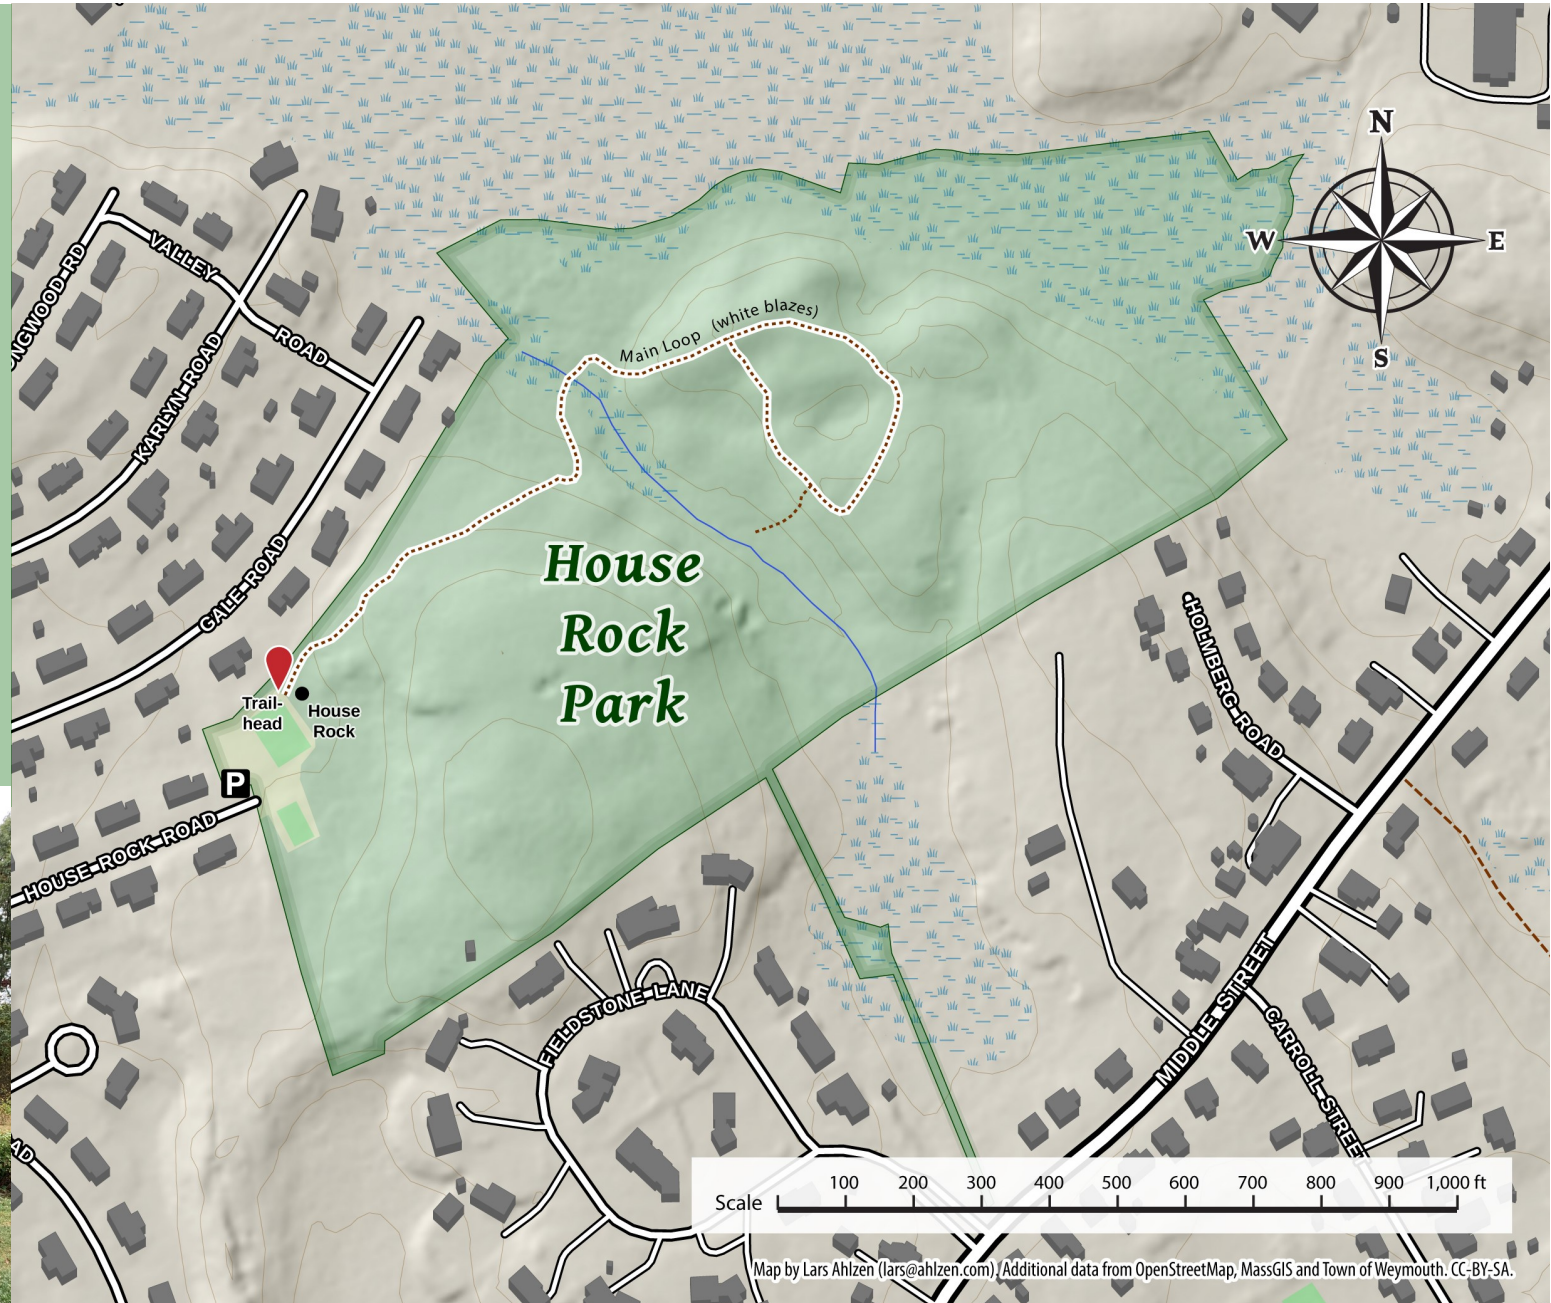 N
W
E
S
VALLEY ROAD
KARLYN ROAD
GALE ROAD
Main Loop (white blazes)
House
Rock
Park
Trail-
head
House
Rock
P
HOUSE ROCK ROAD
HOLMBERG ROAD
FIELDSTONE LANE
MIDDLE STREET
CARROLL STREET
AD
Scale
100 200 300 400 500 600 700 800 900 1,000 ft
Map by Lars Ahlzen (lars@ahlzen.com). Additional data from OpenStreetMap, MassGIS and Town of Weymouth. CC-BY-SA.